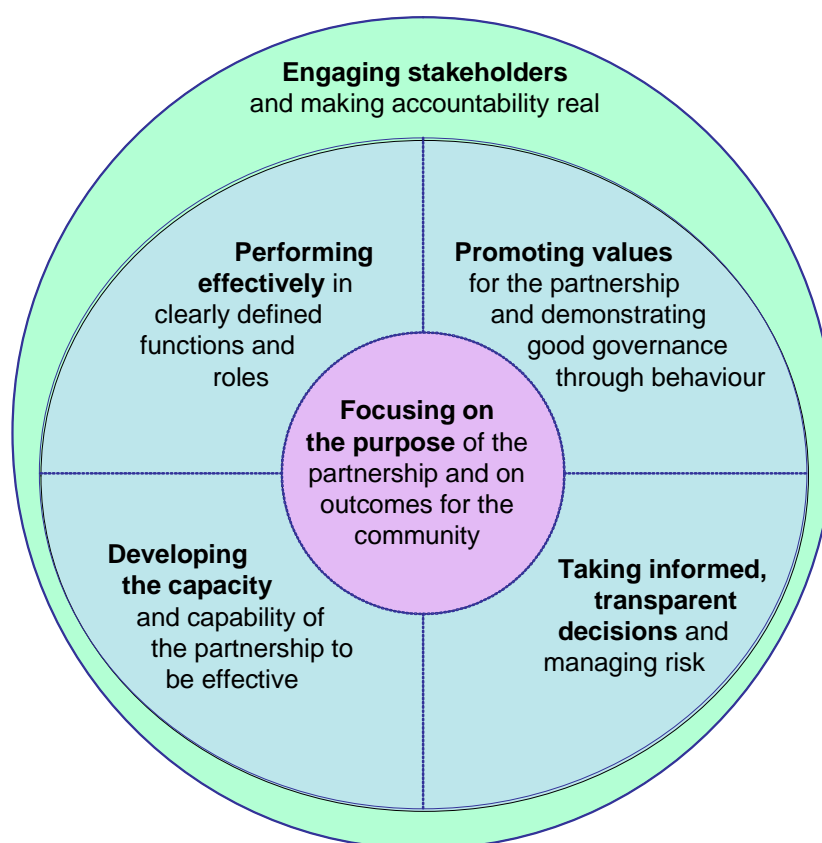 Engaging stakeholders
and making accountability real
Performing
effectively in
clearly defined
functions and
roles
Promoting values
for the partnership
and demonstrating
good governance
through behaviour
Focusing on
the purpose of the
partnership and on
outcomes for the
community
Developing
the capacity
and capability of
the partnership to
be effective
Taking informed,
transparent
decisions and
managing risk